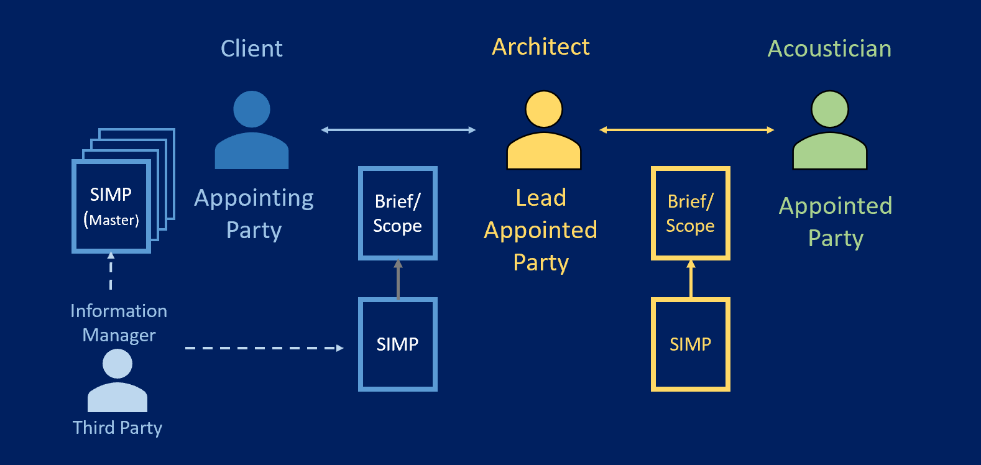 Client
Architect
Acoustician
SIMP
(Master)
Appointing
Party
Brief/
Scope
Lead
Appointed
Party
Brief/
Scope
Appointed
Party
Information
Manager
SIMP
SIMP
Third Party